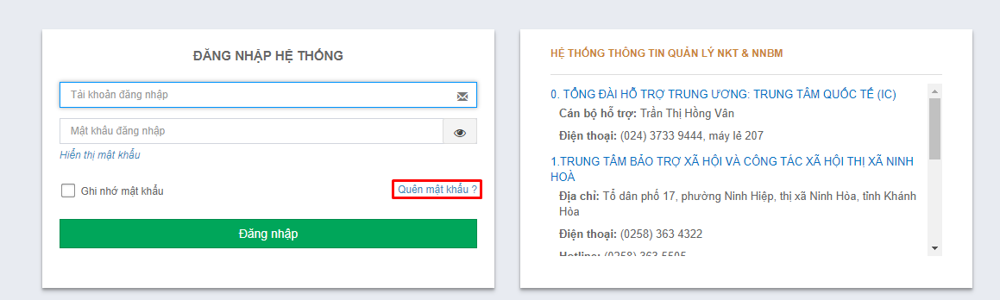 ĐĂNG NHẬP HỆ THỐNG
Tài khoản đăng nhập
Mật khẩu đăng nhập
Hiển thị mật khẩu
Ghi nhớ mật khẩu
Quên mật khẩu ?
Đăng nhập
HỆ THỐNG THÔNG TIN QUẢN LÝ NKT & NNBM
0. TỔNG ĐÀI HỖ TRỢ TRUNG ƯƠNG: TRUNG TÂM QUỐC TẾ (IC)
Cán bộ hỗ trợ: Trần Thị Hồng Vân
Điện thoại: (024) 3733 9444, máy lẻ 207
1.TRUNG TÂM BẢO TRỢ XÃ HỘI VÀ CÔNG TÁC XÃ HỘI THỊ XÃ NINH
HOÀ
Địa chỉ: Tổ dân phố 17, phường Ninh Hiệp, thị xã Ninh Hòa, tỉnh Khánh
Hòa
Điện thoại: (0258) 363 4322
Hotline: (0258) 363 5505